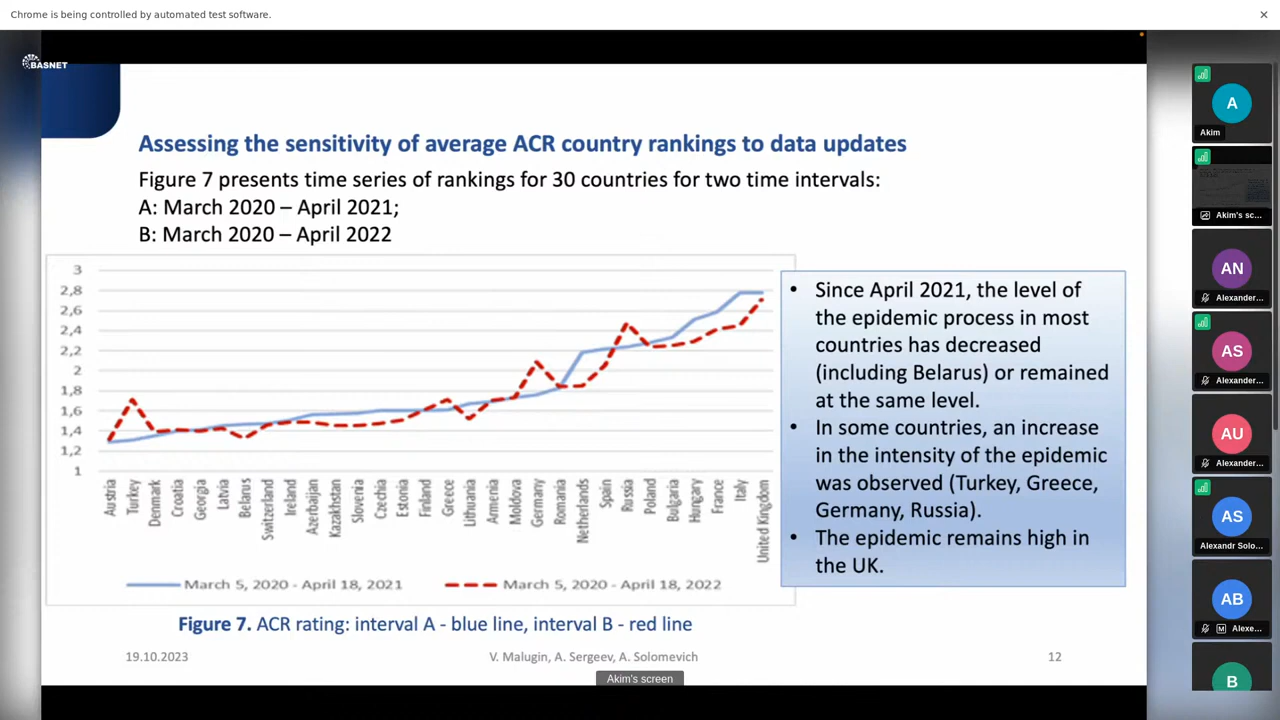 Chrome is being controlled by automated test software.
BASNET
Assessing the sensitivity of average ACR country rankings to data updates
Figure 7 presents time series of rankings for 30 countries for two time intervals:
A: March 2020 – April 2021;
B: March 2020 – April 2022
3
2,8
2,6
2,4
2,2
2
1,8
1,6
1,4
1,2
1
Austria
Turkey
Denmark
Croatia
Georgia
Latvia
Belarus
Switzerland
Ireland
Azerbaijan
Kazakhstan
Slovenia
Czechia
Estonia
Finland
Greece
Lithuania
Armenia
Moldova
Germany
Romania
Netherlands
Spain
Russia
Poland
Bulgaria
Hungary
France
Italy
United Kingdom
March 5, 2020 - April 18, 2021
March 5, 2020 - April 18, 2022
• Since April 2021, the level of
the epidemic process in most
countries has decreased
(including Belarus) or remained
at the same level.
• In some countries, an increase
in the intensity of the epidemic
was observed (Turkey, Greece,
Germany, Russia).
• The epidemic remains high in
the UK.
Figure 7. ACR rating: interval A - blue line, interval B - red line
19.10.2023
V. Malugin, A. Sergeev, A. Solomevich
12
Akim's screen
A
Akim
Akim's sc...
AN
Alexander...
AS
Alexander...
AU
Alexander...
AS
Alexandr Solo...
AB
M
Alexe...
B